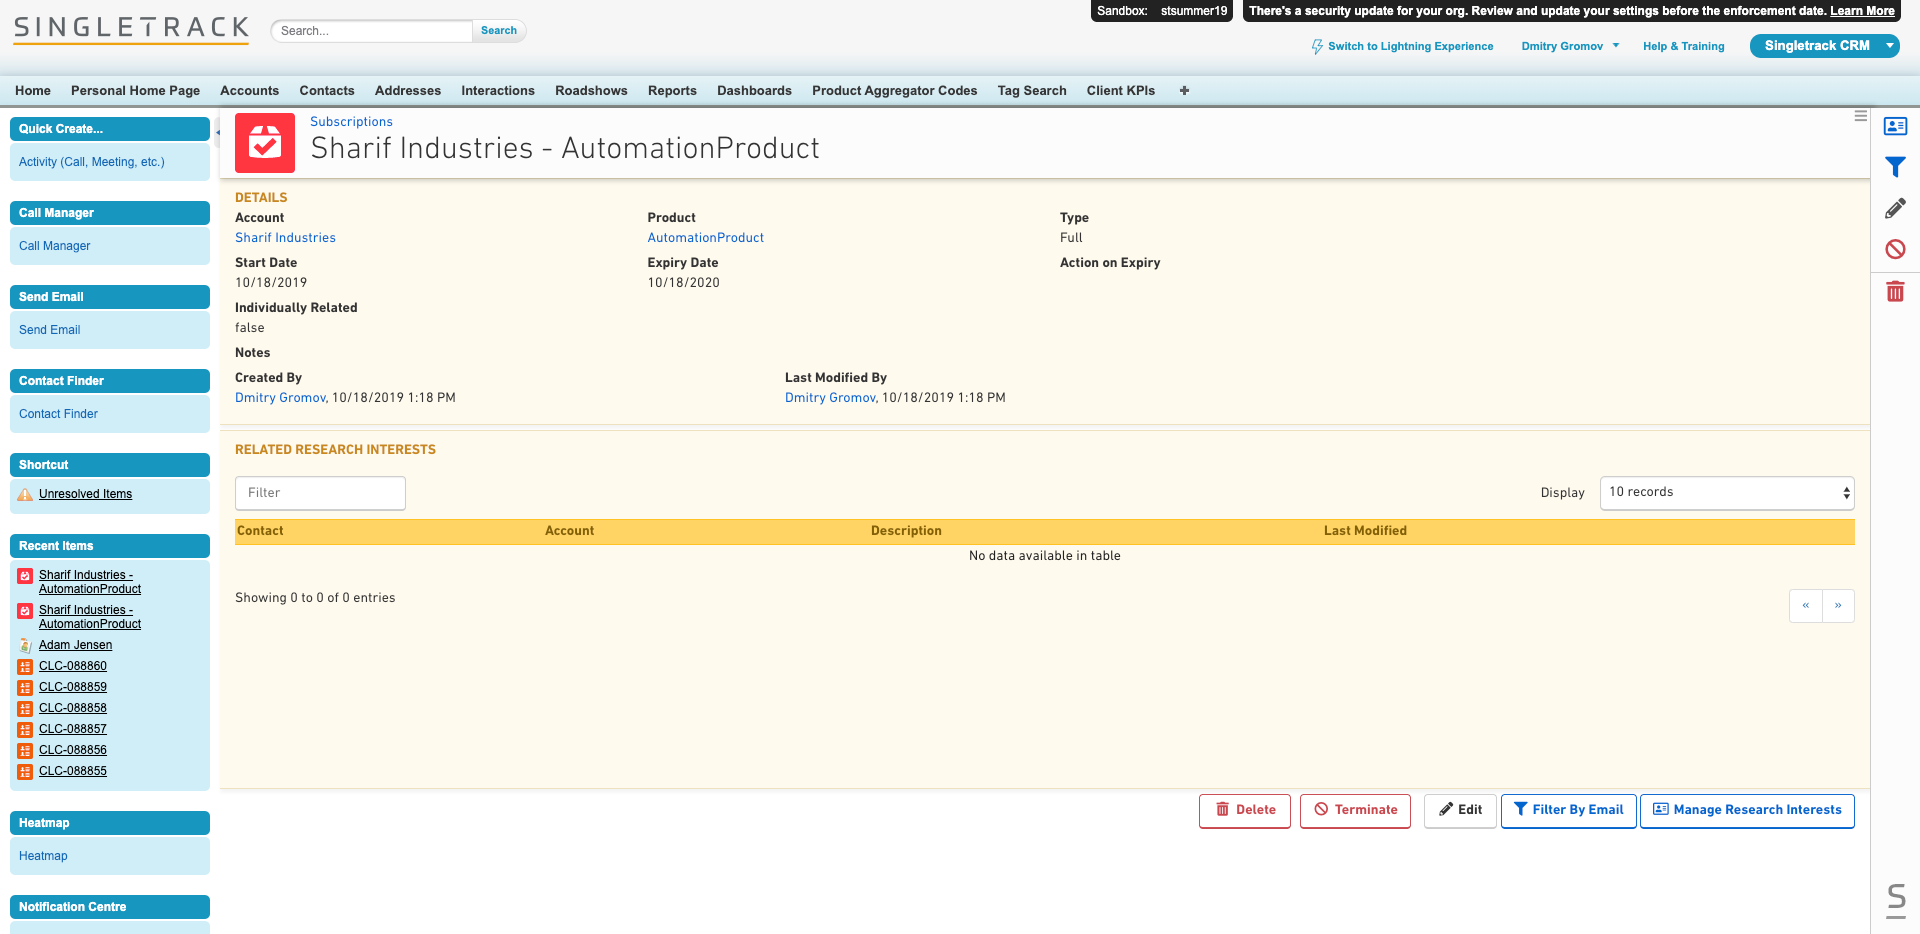 Sandbox: stsummer19
There's a security update for your org. Review and update your settings before the enforcement date. Learn More
SINGLETRACK
Search...
Search
Switch to Lightning Experience
Dmitry Gromov
Help & Training
Singletrack CRM
Home Personal Home Page Accounts Contacts Addresses Interactions Roadshows Reports Dashboards Product Aggregator Codes Tag Search Client KPIs +
Quick Create...
Activity (Call, Meeting, etc.)
Call Manager
Call Manager
Send Email
Send Email
Contact Finder
Contact Finder
Shortcut
Unresolved Items
Recent Items
Sharif Industries -
AutomationProduct
Sharif Industries -
AutomationProduct
Adam Jensen
CLC-088860
CLC-088859
CLC-088858
CLC-088857
CLC-088856
CLC-088855
Heatmap
Heatmap
Notification Centre
Subscriptions
Sharif Industries - AutomationProduct
DETAILS
Account Product Type
Sharif Industries AutomationProduct Full
Start Date Expiry Date Action on Expiry
10/18/2019 10/18/2020
Individually Related
false
Notes
Created By Last Modified By
Dmitry Gromov, 10/18/2019 1:18 PM Dmitry Gromov, 10/18/2019 1:18 PM
RELATED RESEARCH INTERESTS
Filter Display 10 records
Contact Account Description Last Modified
No data available in table
Showing 0 to 0 of 0 entries « »
Delete Terminate Edit Filter By Email Manage Research Interests
S